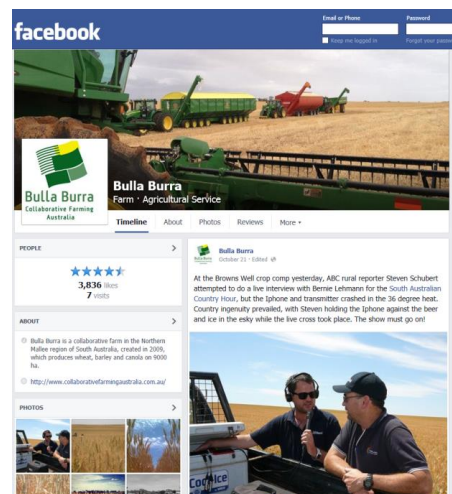 facebook
Email or Phone
Password
Keep me logged in
Forgot your passw
Bulla Burra
Collaborative Farming
Australia
Bulla Burra
Farm · Agricultural Service
Timeline
About
Photos
Reviews
More
PEOPLE
3,836 likes
7 visits
ABOUT
Bulla Burra is a collaborative farm in the Northern
Mallee region of South Australia, created in 2009,
which produces wheat, barley and canola on 9000
ha.
http://www.collaborativefarmingaustralia.com.au/
PHOTOS
Bulla Burra
October 21 · Edited
At the Browns Well crop comp yesterday, ABC rural reporter Steven Schubert
attempted to do a live interview with Bernie Lehmann for the South Australian
Country Hour, but the Iphone and transmitter crashed in the 36 degree heat.
Country ingenuity prevailed, with Steven holding the Iphone against the beer
and ice in the esky while the live cross took place. The show must go on!